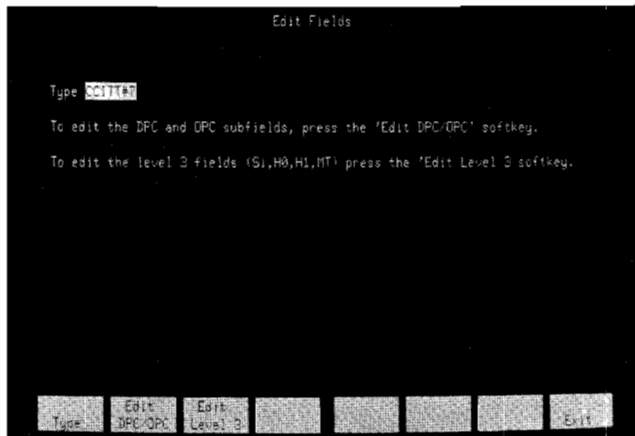 Edit Fields
Type CCITT#7
To edit the DPC and OPC subfields, press the 'Edit DPC/OPC' softkey.
To edit the level 3 fields (Si,H0,H1,MT) press the 'Edit Level 3 softkey.
Type
Edit DPC/OPC
Edit Level 3
Exit